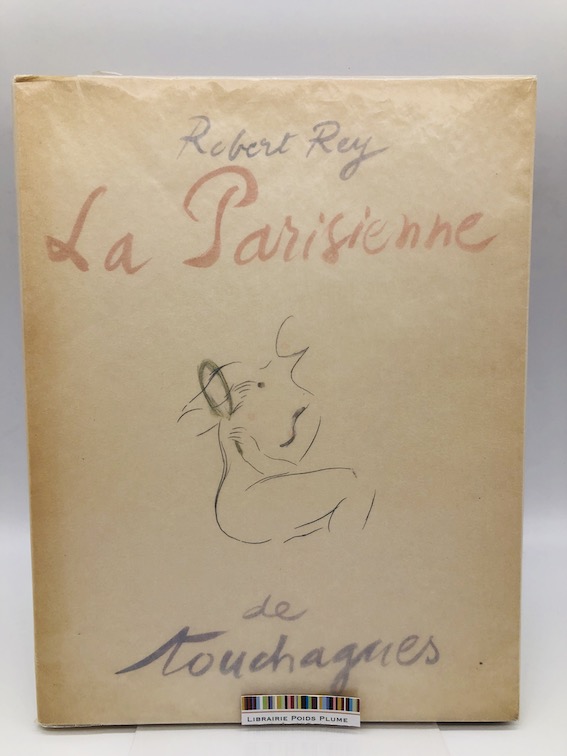 Robert Rey
La Parisienne
de
touchagues
LIBRAIRIE POIDS PLUME